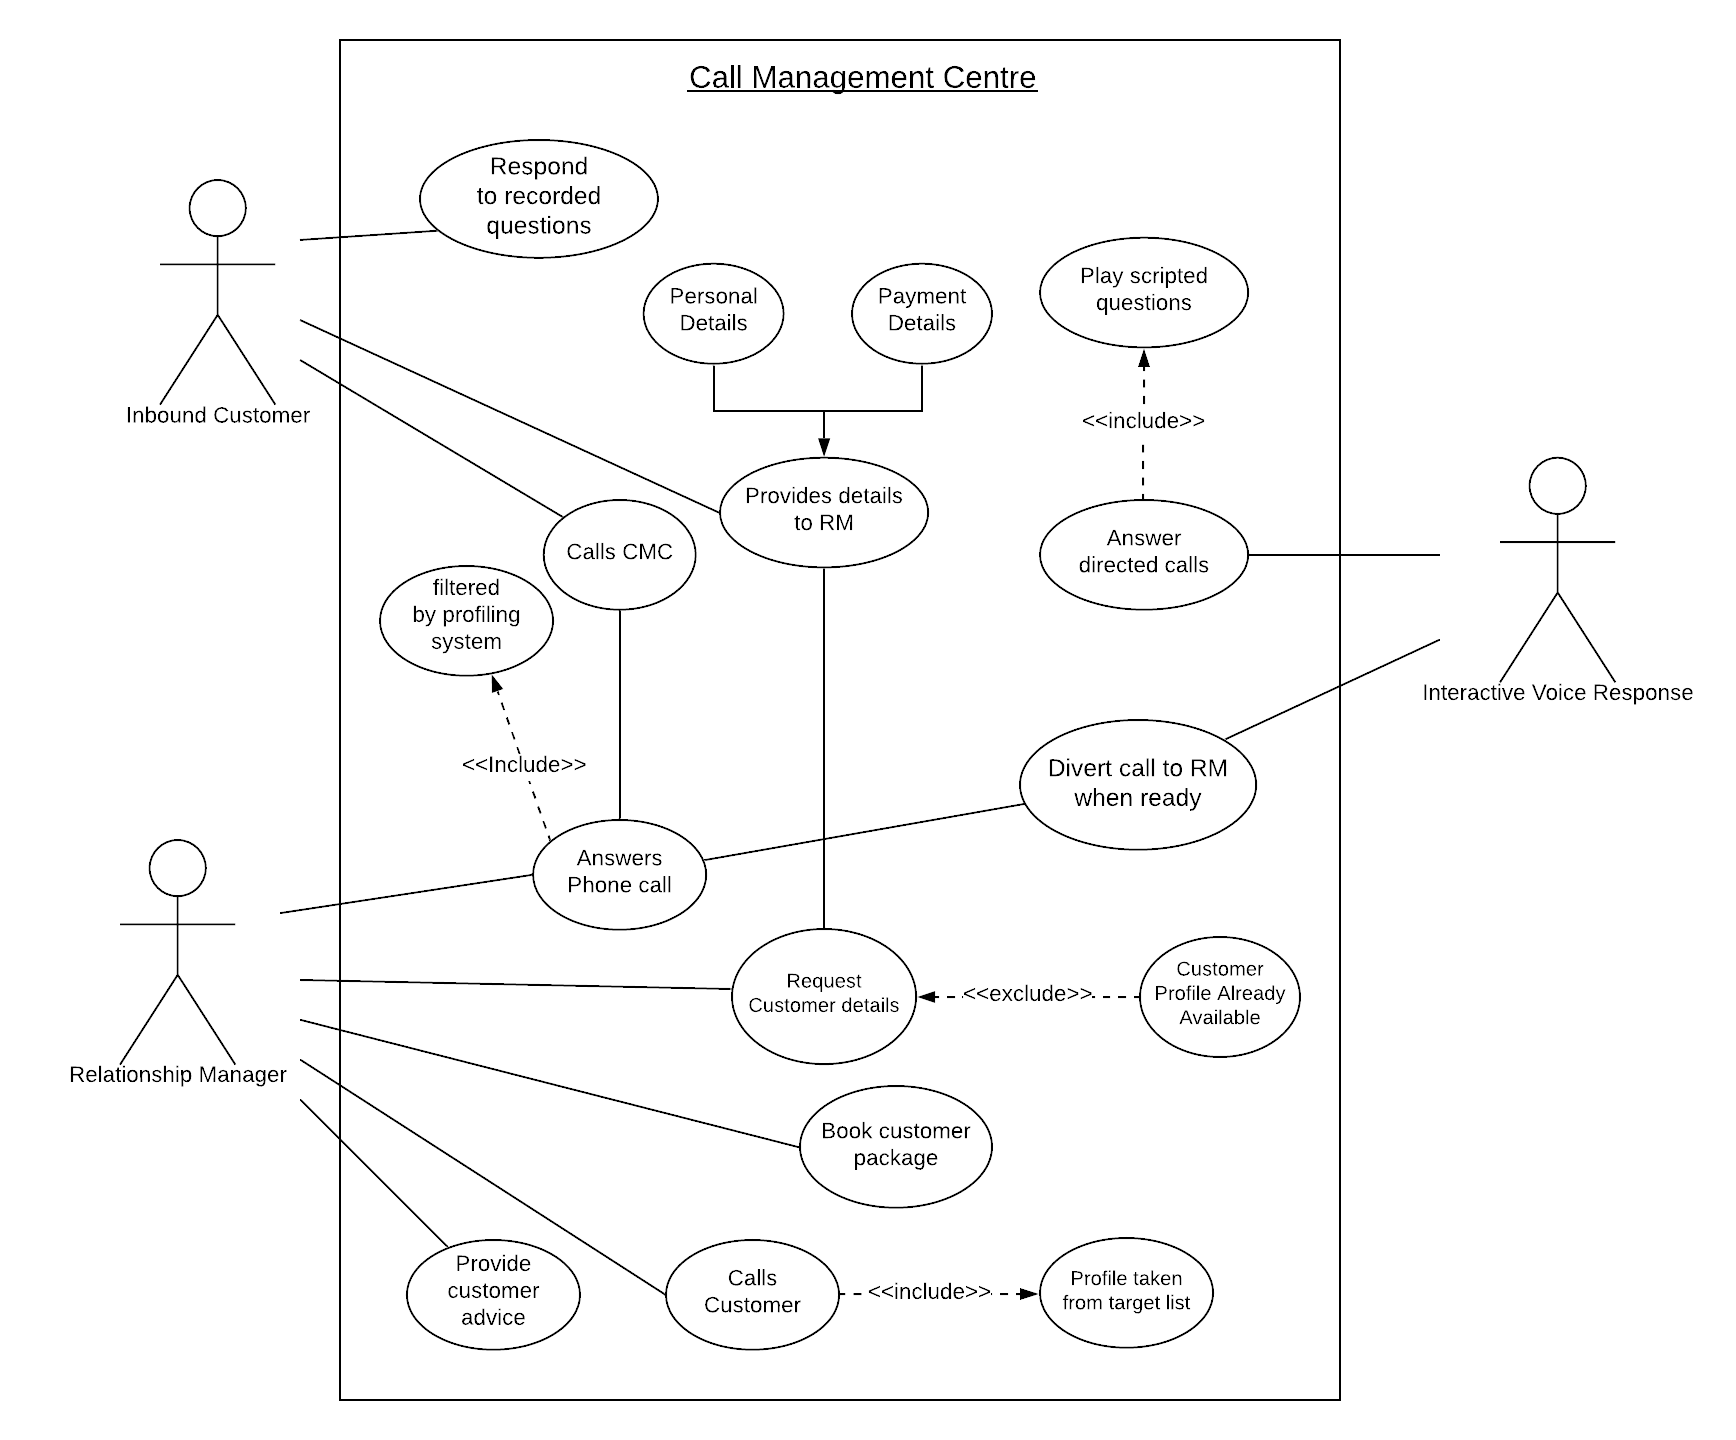 Call Management Centre
Respond
to recorded
questions
Personal
Details
Payment
Details
Play scripted
questions
Inbound Customer
<<include>>
Provides details
to RM
Calls CMC
Answer
directed calls
filtered
by profiling
system
Interactive Voice Response
<<Include>>
Divert call to RM
when ready
Answers
Phone call
Relationship Manager
Request
Customer details
<<exclude>>
Customer
Profile Already
Available
Book customer
package
Provide
customer
advice
Calls
Customer
<<include>>
Profile taken
from target list